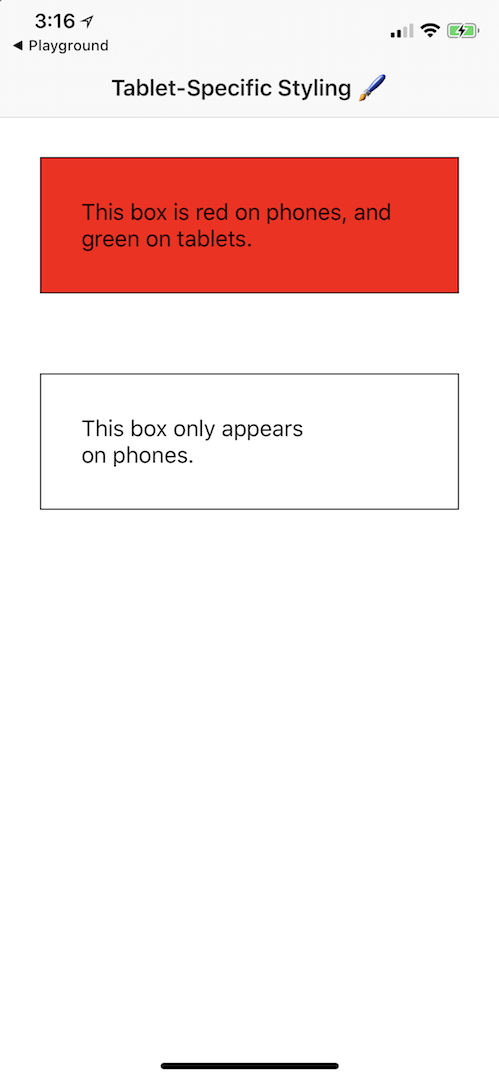 3:16
◀ Playground
Tablet-Specific Styling 🖌️
This box is red on phones, and
green on tablets.
This box only appears
on phones.